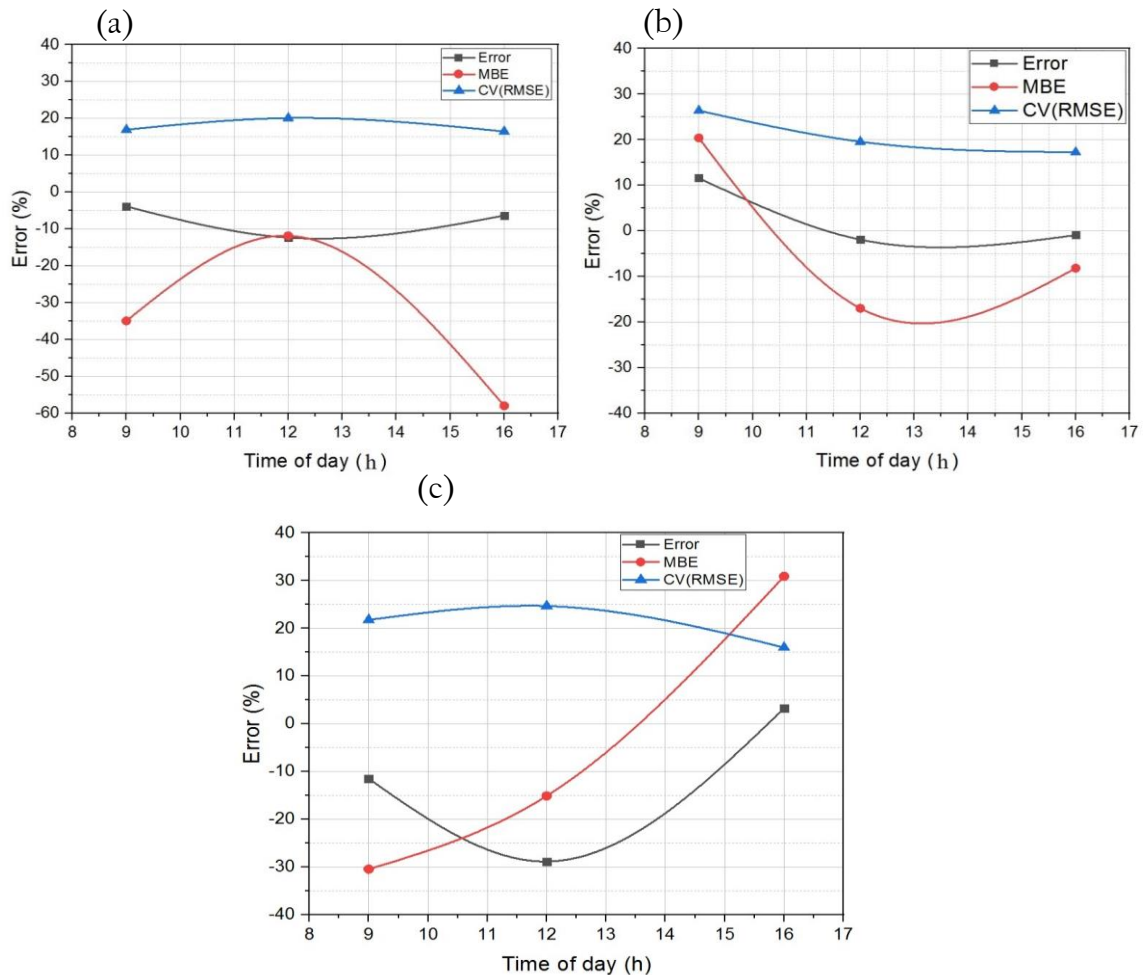 (a)
40
30
20
10
0
-10
-20
-30
-40
-50
-60
Error (%)
Error
MBE
CV(RMSE)
8 9 10 11 12 13 14 15 16 17
Time of day (h)
(b)
40
30
20
10
0
-10
-20
-30
-40
Error (%)
Error
MBE
CV(RMSE)
8 9 10 11 12 13 14 15 16 17
Time of day (h)
(c)
40
30
20
10
0
-10
-20
-30
-40
Error (%)
Error
MBE
CV(RMSE)
8 9 10 11 12 13 14 15 16 17
Time of day (h)